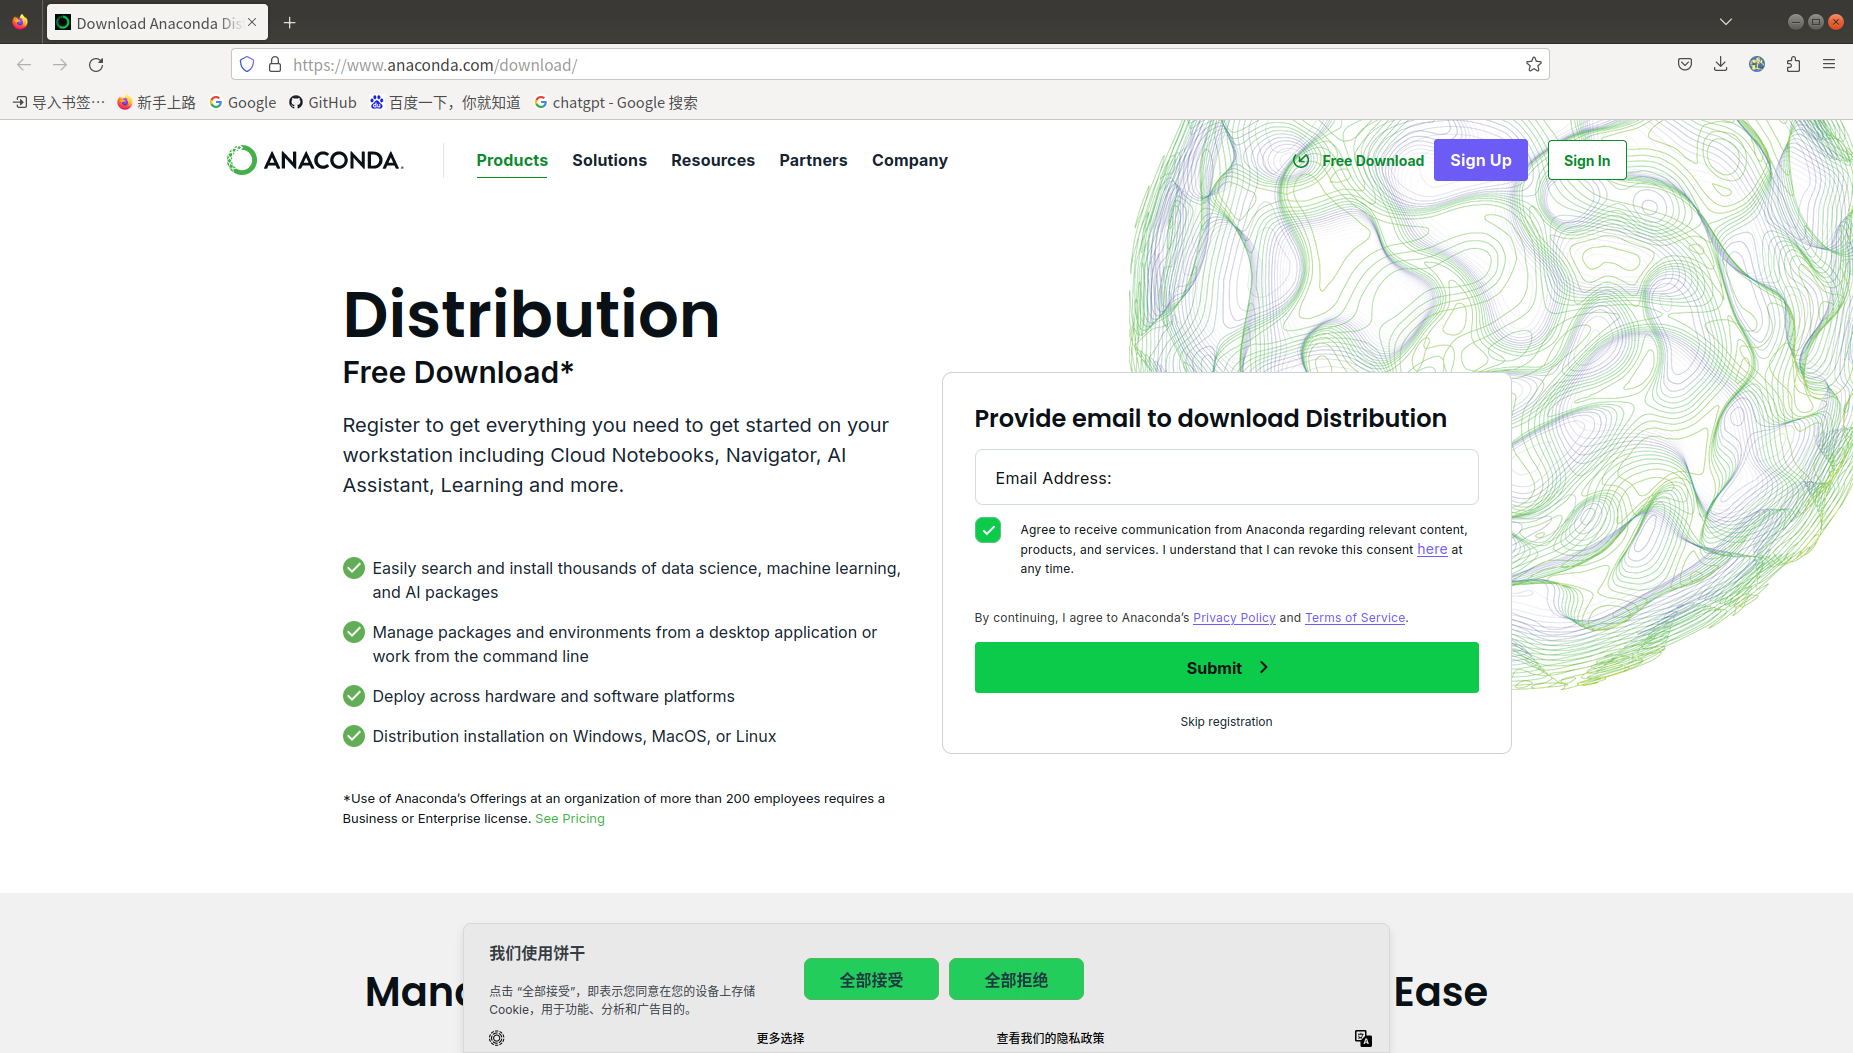 Download Anaconda Dis
https://www.anaconda.com/download/
导入书签… 新手上路 Google GitHub 百度一下，你就知道 chatgpt - Google 搜索
ANACONDA.
Products Solutions Resources Partners Company
Free Download Sign Up Sign In
Distribution
Free Download*
Register to get everything you need to get started on your
workstation including Cloud Notebooks, Navigator, AI
Assistant, Learning and more.
Easily search and install thousands of data science, machine learning,
and AI packages
Manage packages and environments from a desktop application or
work from the command line
Deploy across hardware and software platforms
Distribution installation on Windows, MacOS, or Linux
*Use of Anaconda’s Offerings at an organization of more than 200 employees requires a
Business or Enterprise license. See Pricing
Provide email to download Distribution
Email Address:
Agree to receive communication from Anaconda regarding relevant content,
products, and services. I understand that I can revoke this consent here at
any time.
By continuing, I agree to Anaconda’s Privacy Policy and Terms of Service.
Submit
Skip registration
Mana
Ease
我们使用饼干
点击 “全部接受”，即表示您同意在您的设备上存储
Cookie，用于功能、分析和广告目的。
全部接受 全部拒绝
更多选择 查看我们的隐私政策